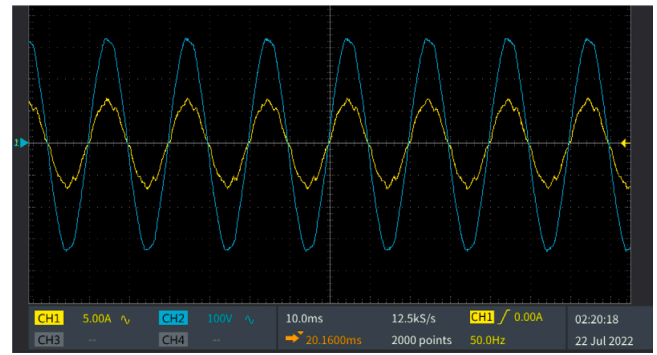 1
CH1 5.00A ∿ CH2 100V ∿ 10.0ms 12.5kS/s CH1 ∫ 0.00A 02:20:18
CH3 -- CH4 -- 20.1600ms 2000 points 50.0Hz 22 Jul 2022